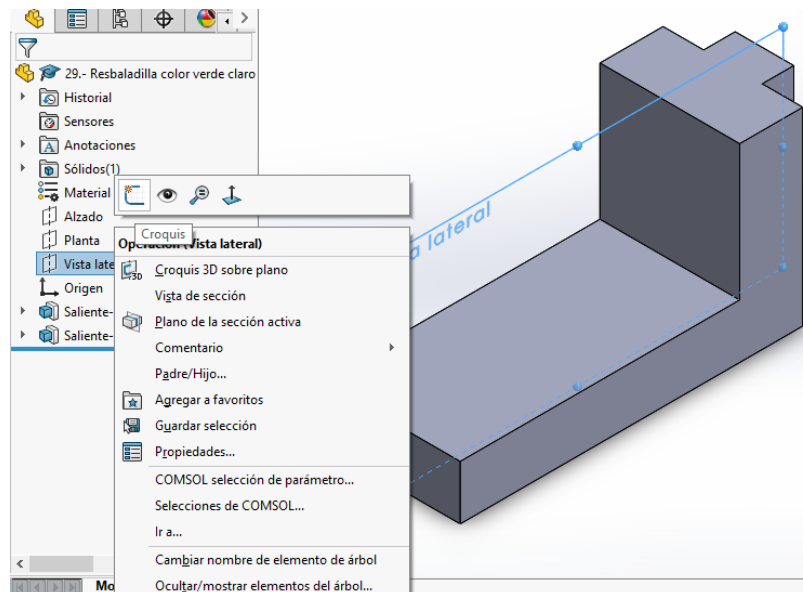 29.- Resbaladilla color verde claro
Historial
Sensores
A Anotaciones
Sólidos(1)
Material
Alzado
Planta
Vista late
Origen
Saliente-
Saliente-
Croquis
Operación (Vista lateral)
3D Croquis 3D sobre plano
Vista de sección
Plano de la sección activa
Comentario
Padre/Hijo...
Agregar a favoritos
Guardar selección
Propiedades...
COMSOL selección de parámetro...
Selecciones de COMSOL...
Ir a...
Cambiar nombre de elemento de árbol
Ocultar/mostrar elementos del árbol...
Mo
a lateral